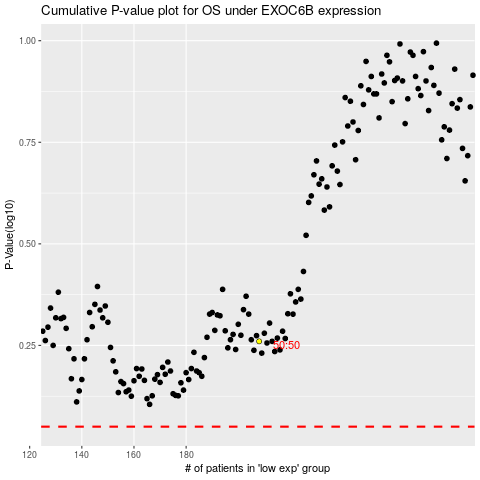 Cumulative P-value plot for OS under EXOC6B expression
1.00
0.75
0.50
0.25
P-Value(log10)
50:50
120 140 160 180
# of patients in 'low exp' group